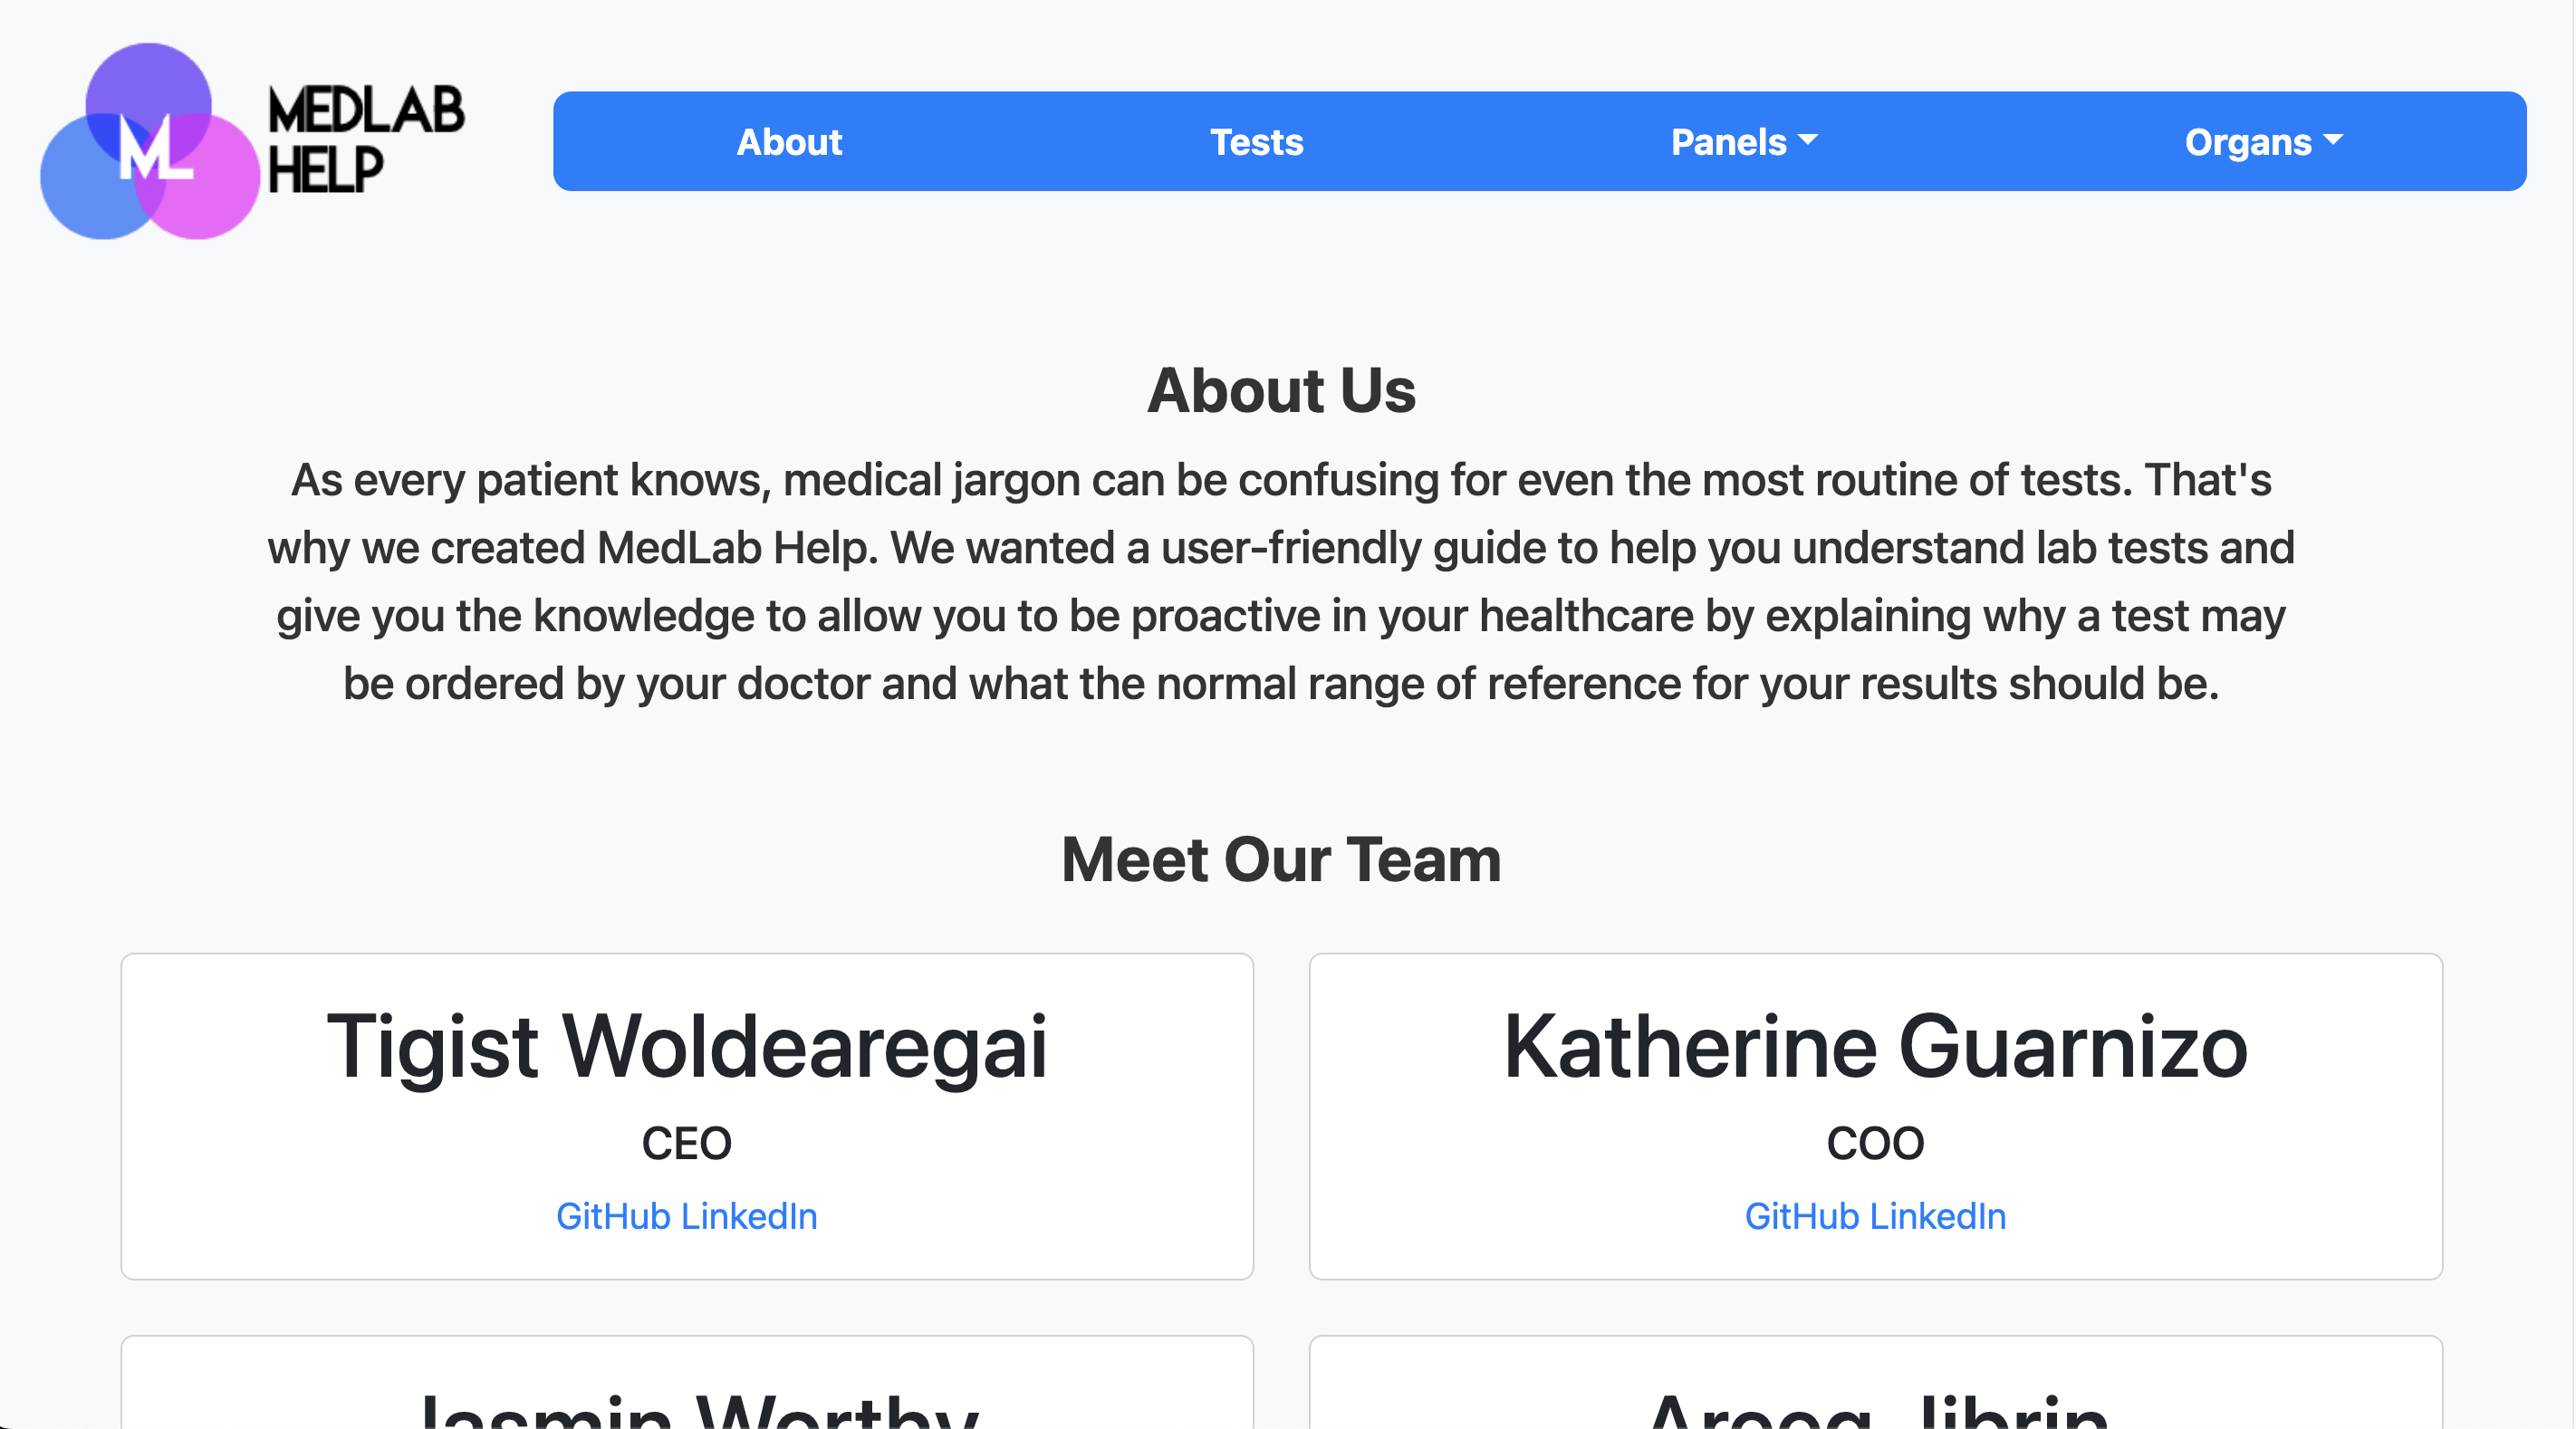 ML
MEDLAB
HELP
About
Tests
Panels
Organs
About Us
As every patient knows, medical jargon can be confusing for even the most routine of tests. That's
why we created MedLab Help. We wanted a user-friendly guide to help you understand lab tests and
give you the knowledge to allow you to be proactive in your healthcare by explaining why a test may
be ordered by your doctor and what the normal range of reference for your results should be.
Meet Our Team
Tigist Woldearegai
CEO
GitHub LinkedIn
Katherine Guarnizo
COO
GitHub LinkedIn
Jasmin Worthy